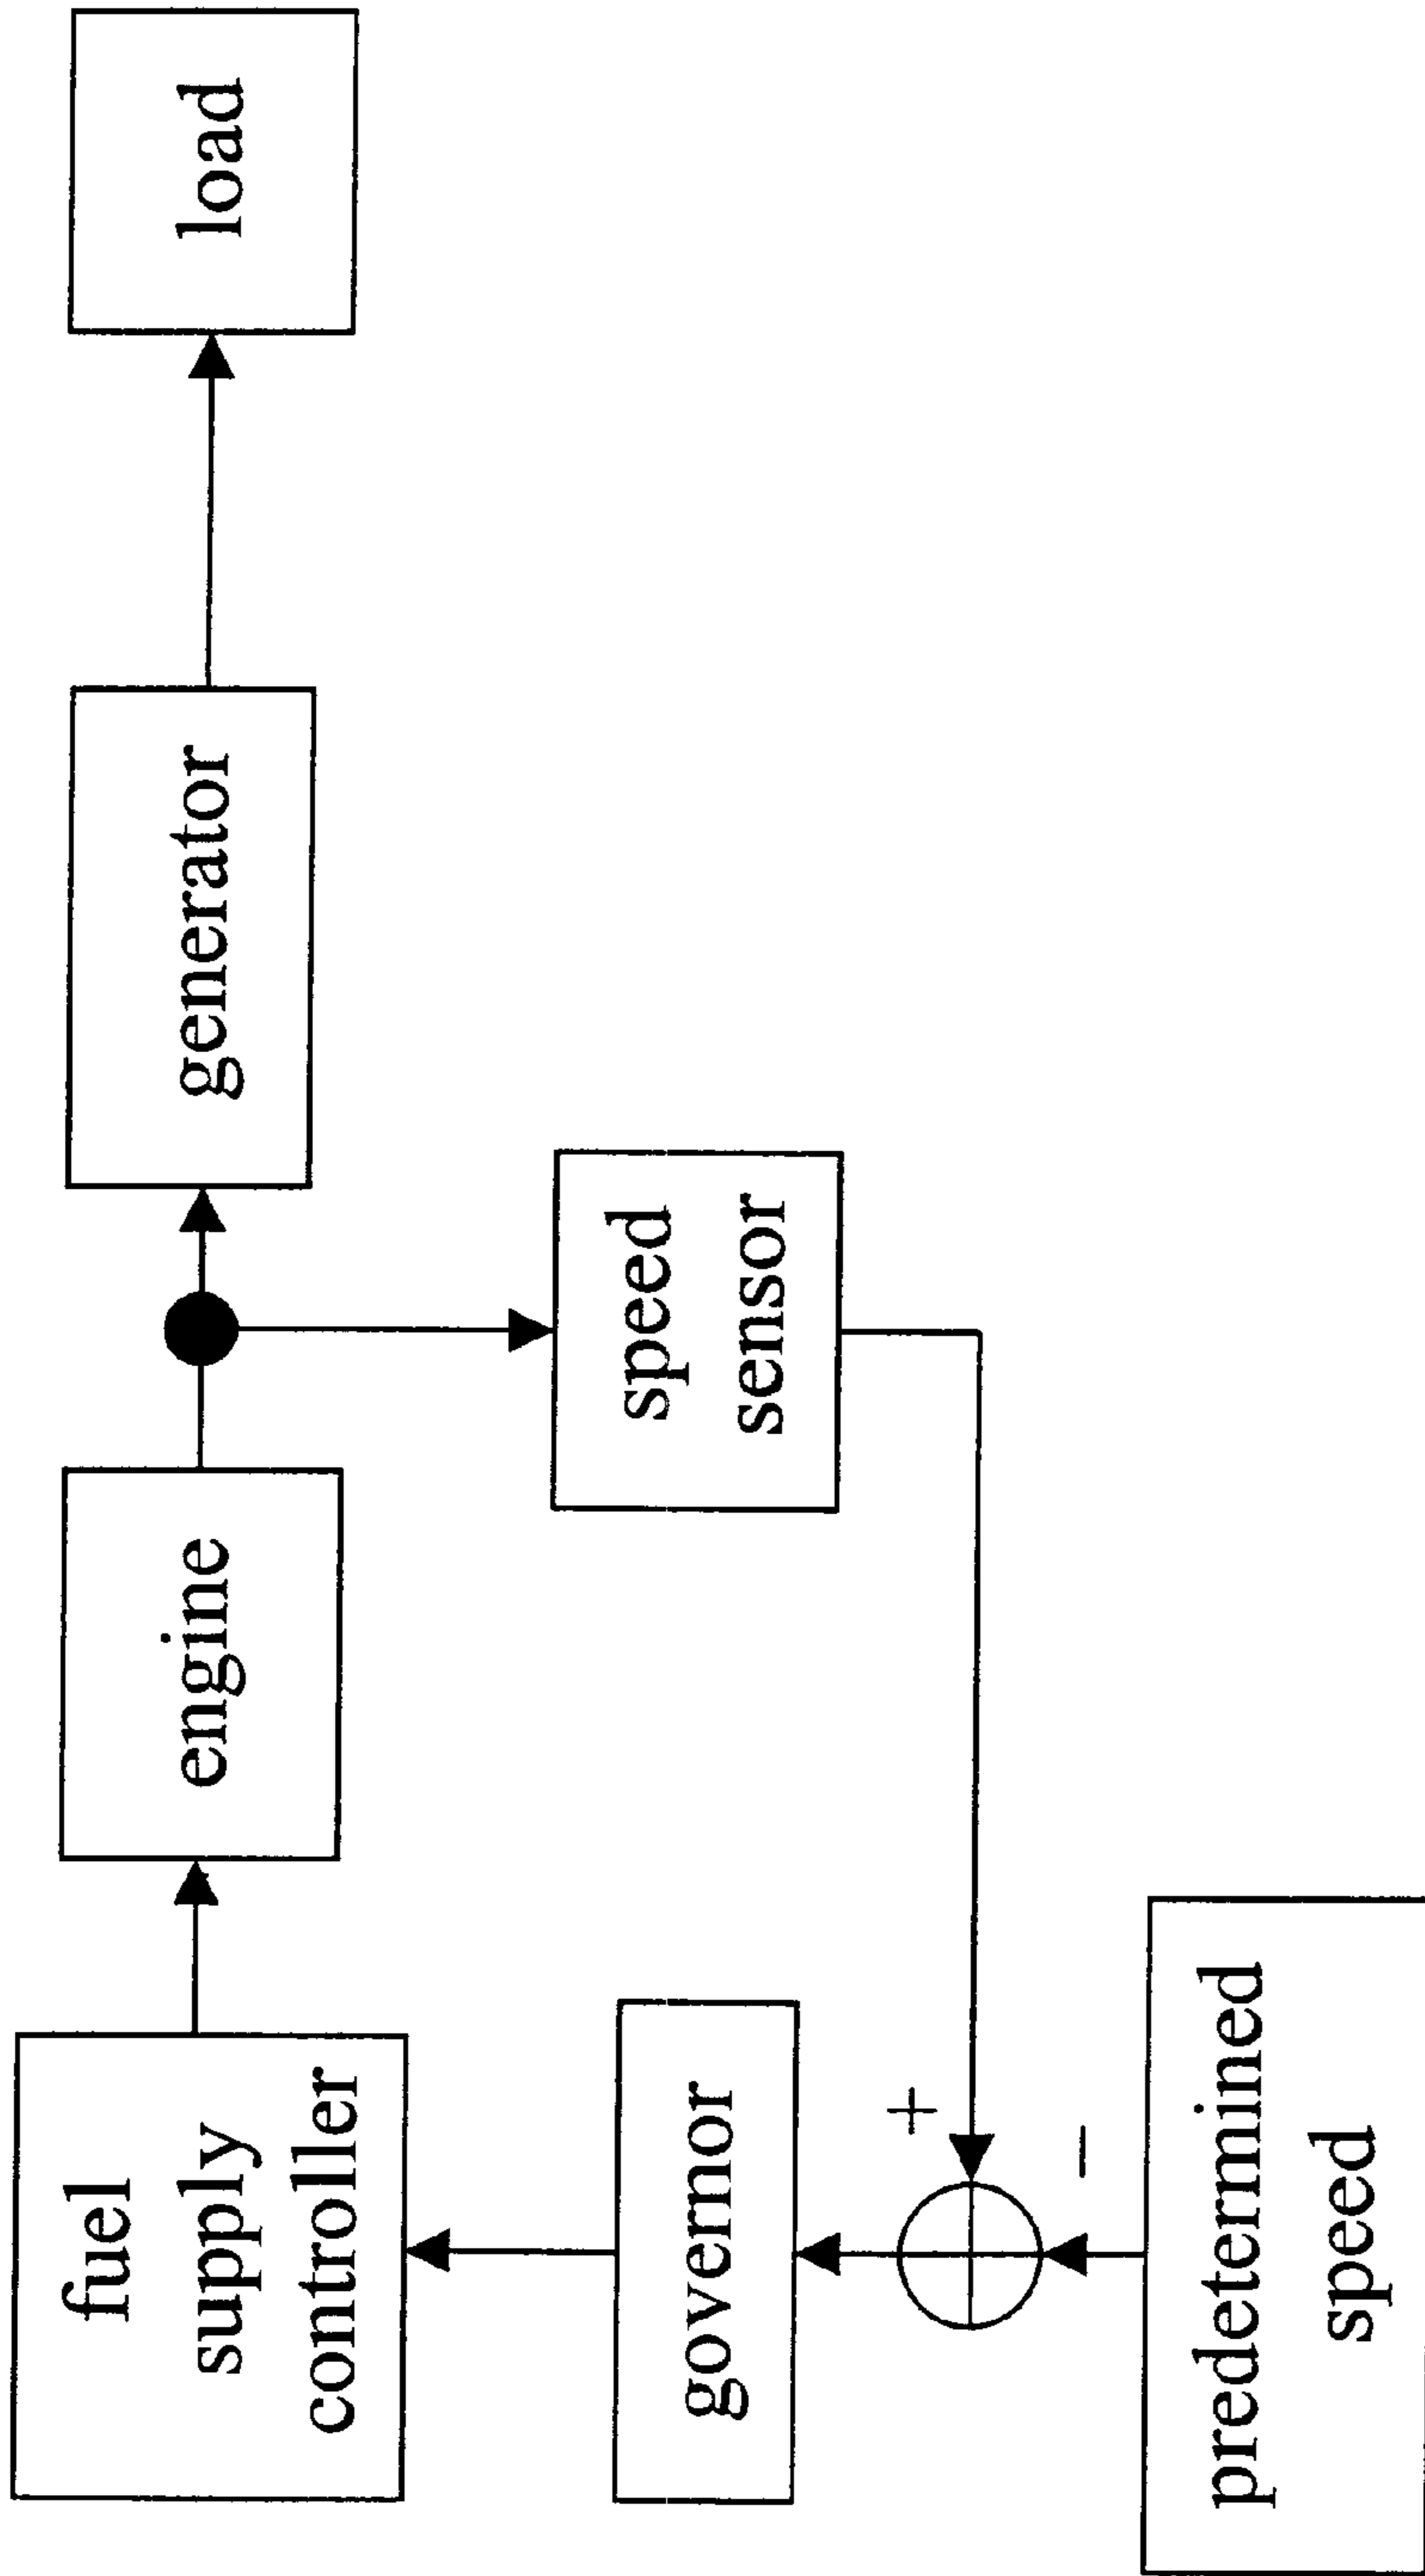 fuel
supply
controller
engine
generator
load
speed
sensor
governor
+
−
predetermined
speed